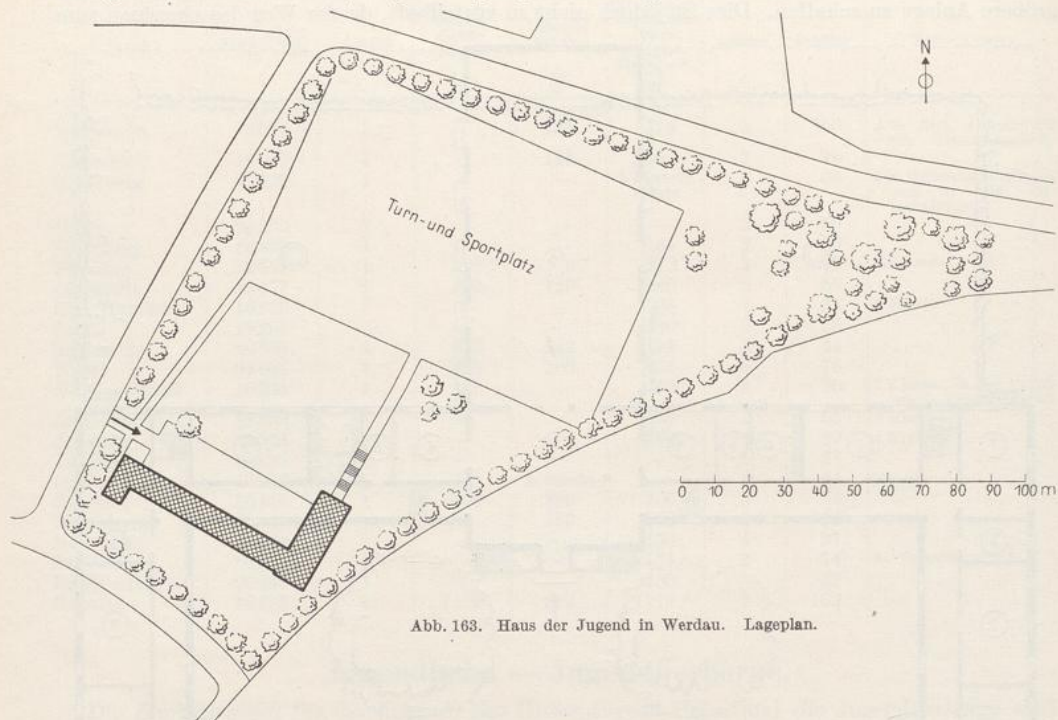 N
Turn-und Sportplatz
0 10 20 30 40 50 60 70 80 90 100 m
Abb. 163. Haus der Jugend in Werdau. Lageplan.